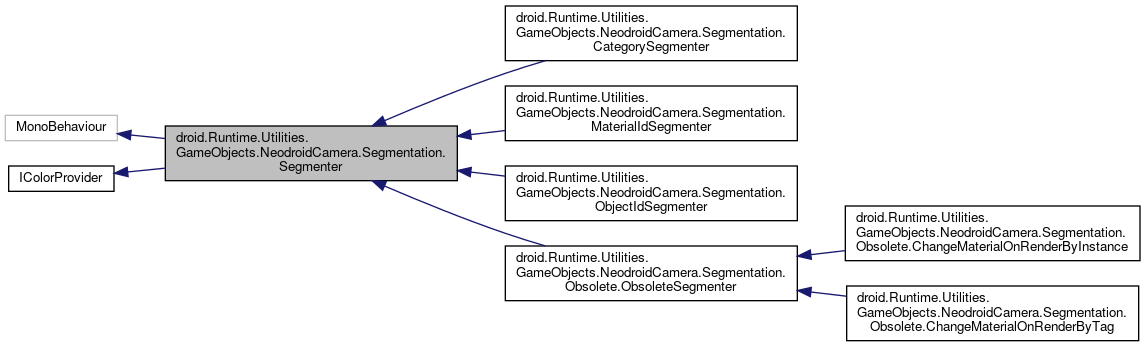 droid.Runtime.Utilities.
GameObjects.NeodroidCamera.Segmentation.
CategorySegmenter
droid.Runtime.Utilities.
GameObjects.NeodroidCamera.Segmentation.
MaterialIdSegmenter
MonoBehaviour
droid.Runtime.Utilities.
GameObjects.NeodroidCamera.Segmentation.
Segmenter
IColorProvider
droid.Runtime.Utilities.
GameObjects.NeodroidCamera.Segmentation.
ObjectIdSegmenter
droid.Runtime.Utilities.
GameObjects.NeodroidCamera.Segmentation.
Obsolete.ObsoleteSegmenter
droid.Runtime.Utilities.
GameObjects.NeodroidCamera.Segmentation.
Obsolete.ChangeMaterialOnRenderByInstance
droid.Runtime.Utilities.
GameObjects.NeodroidCamera.Segmentation.
Obsolete.ChangeMaterialOnRenderByTag